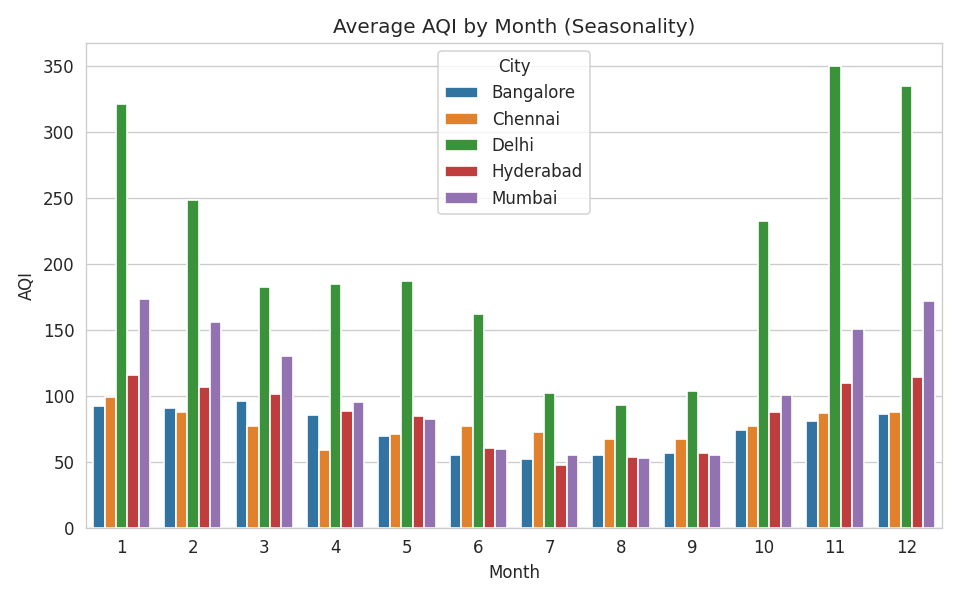 Average AQI by Month (Seasonality)
City
Bangalore
Chennai
Delhi
Hyderabad
Mumbai
AQI
350
300
250
200
150
100
50
0
1 2 3 4 5 6 7 8 9 10 11 12
Month